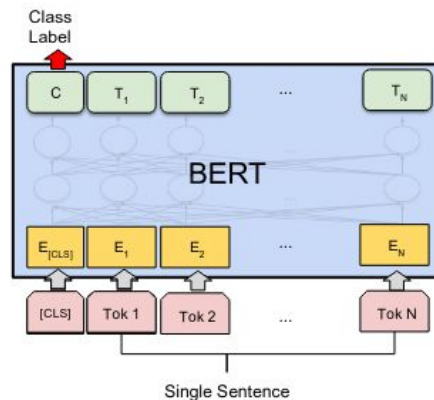 Class
Label
C T1 T2 ... TN
BERT
E[CLS] E1 E2 ... EN
[CLS] Tok 1 Tok 2 ... Tok N
Single Sentence